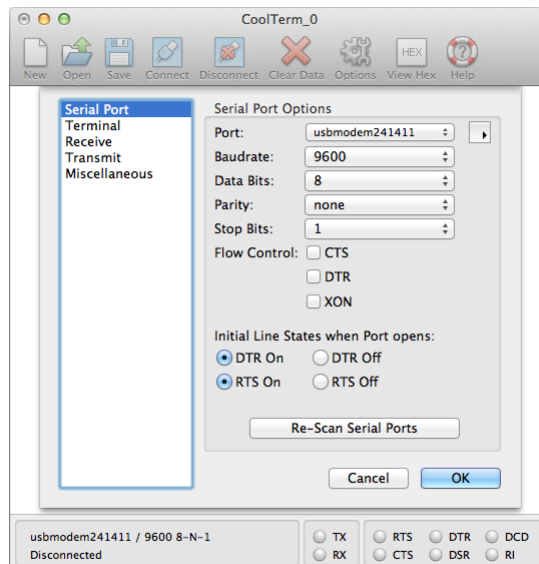 CoolTerm_0
New Open Save Connect Disconnect Clear Data Options View Hex Help
HEX
Serial Port
Terminal
Receive
Transmit
Miscellaneous
Serial Port Options
Port: usbmodem241411
Baudrate: 9600
Data Bits: 8
Parity: none
Stop Bits: 1
Flow Control: CTS
DTR
XON
Initial Line States when Port opens:
DTR On DTR Off
RTS On RTS Off
Re-Scan Serial Ports
Cancel OK
usbmodem241411 / 9600 8-N-1
Disconnected
TX RTS DTR DCD
RX CTS DSR RI